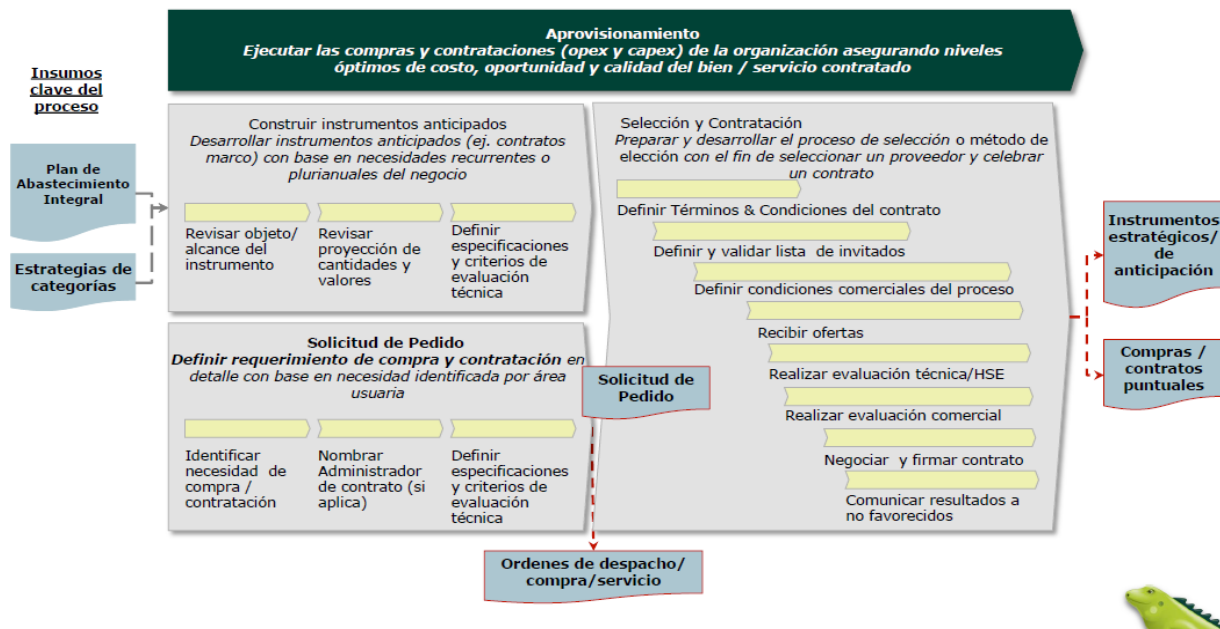 Aprovisionamiento
Ejecutar las compras y contrataciones (opex y capex) de la organización asegurando niveles
óptimos de costo, oportunidad y calidad del bien / servicio contratado
Insumos
clave del
proceso
Plan de
Abastecimiento
Integral
Estrategias de
categorías
Construir instrumentos anticipados
Desarrollar instrumentos anticipados (ej. contratos
marco) con base en necesidades recurrentes o
plurianuales del negocio
Revisar objeto/
alcance del
instrumento
Revisar
proyección de
cantidades y
valores
Definir
especificaciones
y criterios de
evaluación
técnica
Solicitud de Pedido
Definir requerimiento de compra y contratación en
detalle con base en necesidad identificada por área
usuaria
Identificar
necesidad de
compra /
contratación
Nombrar
Administrador
de contrato (si
aplica)
Definir
especificaciones
y criterios de
evaluación
técnica
Solicitud de
Pedido
Ordenes de despacho/
compra/servicio
Selección y Contratación
Preparar y desarrollar el proceso de selección o método de
elección con el fin de seleccionar un proveedor y celebrar
un contrato
Definir Términos & Condiciones del contrato
Definir y validar lista de invitados
Definir condiciones comerciales del proceso
Recibir ofertas
Realizar evaluación técnica/HSE
Realizar evaluación comercial
Negociar y firmar contrato
Comunicar resultados a
no favorecidos
Instrumentos
estratégicos/
de
anticipación
Compras /
contratos
puntuales